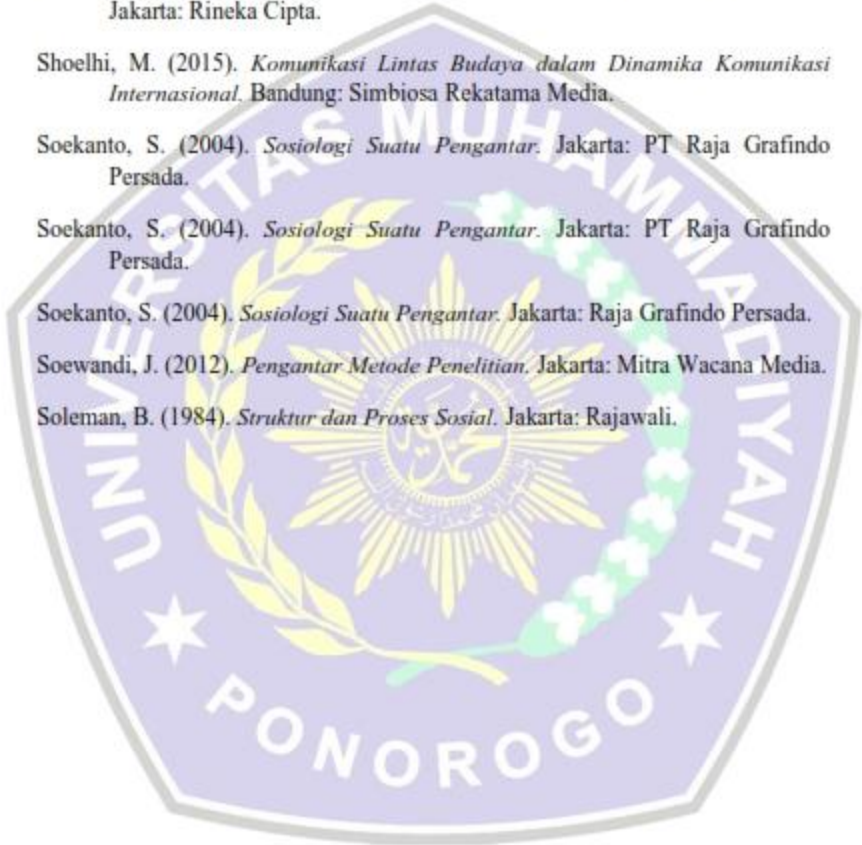 Jakarta: Rineka Cipta.
Shoelhi, M. (2015). Komunikasi Lintas Budaya dalam Dinamika Komunikasi
Internasional. Bandung: Simbiosa Rekatama Media.
Soekanto, S. (2004). Sosiologi Suatu Pengantar. Jakarta: PT Raja Grafindo
Persada.
Soekanto, S. (2004). Sosiologi Suatu Pengantar. Jakarta: PT Raja Grafindo
Persada.
Soekanto, S. (2004). Sosiologi Suatu Pengantar. Jakarta: Raja Grafindo Persada.
Soewandi, J. (2012). Pengantar Metode Penelitian. Jakarta: Mitra Wacana Media.
Soleman, B. (1984). Struktur dan Proses Sosial. Jakarta: Rajawali.
UNIVERSITAS MUHAMMADIYAH
PONOROGO